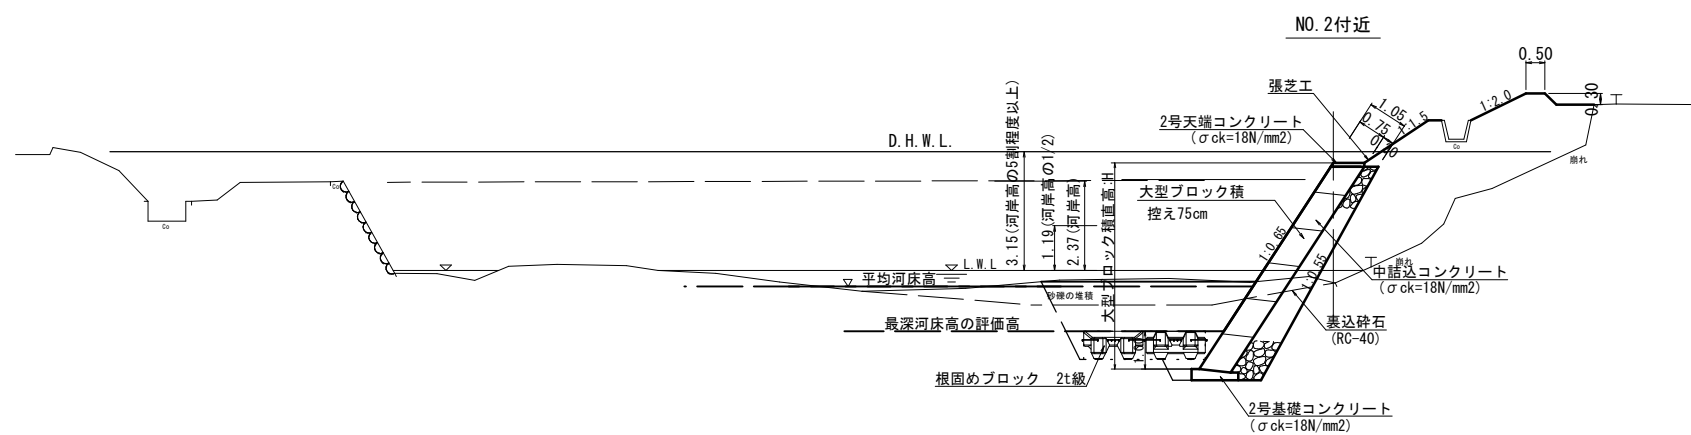 NO.2付近
0.50
0.30
張芝工
1.05
0.75
0.70
1:1.5
1:2.0
2号天端コンクリート
(σck=18N/mm2)
Co
崩れ
D.H.W.L.
3.15(河岸高の5割程度以上)
1.19(河岸高の1/2)
2.37(河岸高)
大型ブロック積直高:H
大型ブロック積
控え75cm
Co
Co
1:0.65
1:0.55
L.W.L
崩れ
平均河床高
砂礫の堆積
中詰込コンクリート
(σck=18N/mm2)
最深河床高の評価高
裏込砕石
(RC-40)
根固めブロック 2t級
2号基礎コンクリート
(σck=18N/mm2)